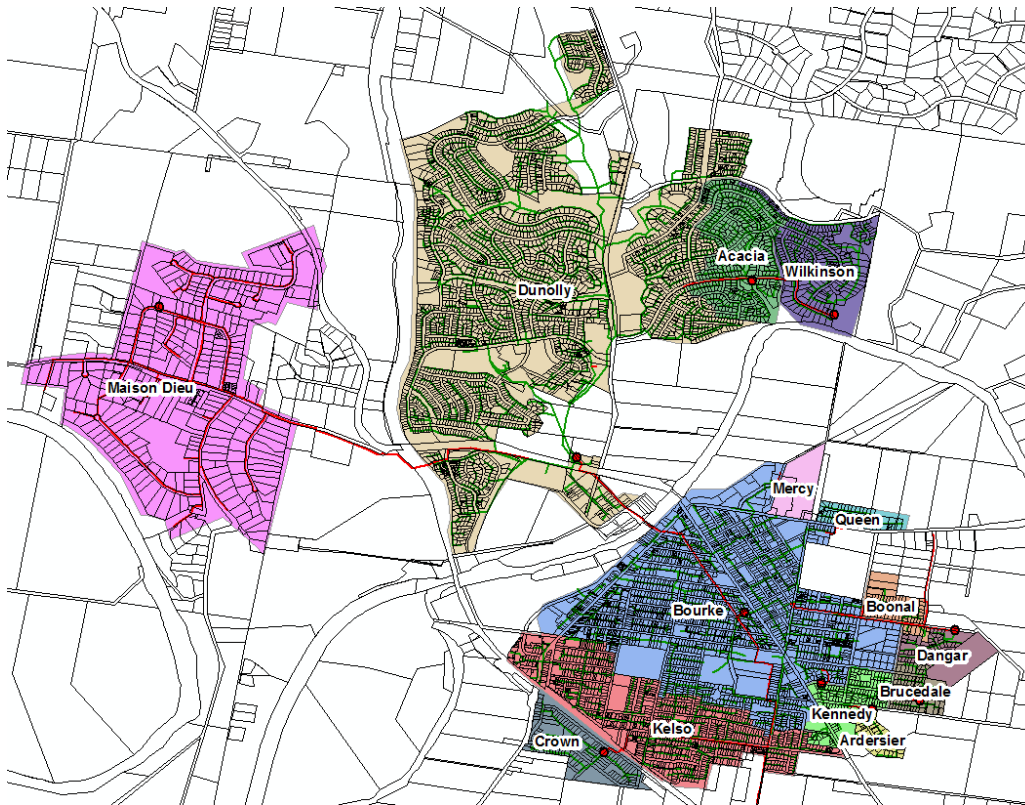 Acacia
Wilkinson
Dunolly
Maison Dieu
Mercy
Queen
Bourke
Boonal
Dangar
Brucedale
Kennedy
Kelso
Crown
Ardersier